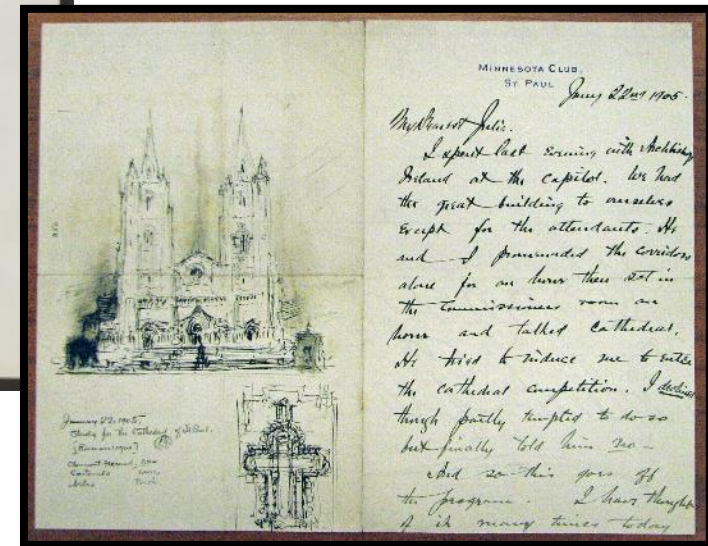 January 22, 1905.
Study for the Cathedral of St Paul.
[Romanesque]
MINNESOTA CLUB,
ST. PAUL
Jany 22nd 1905.
My Dearest Julia.
I spent last evening with Archbishop
Ireland at the Capitol. We had
the great building to ourselves
except for the attendants. He
and I promenaded the corridors
alone for an hour then sat in
the Commissioners room an
hour and talked cathedral.
He tried to induce me to enter
the cathedral competition. I declined
though partly tempted to do so
but finally told him no—
And so this goes off
the program. I have thought
of it many times today